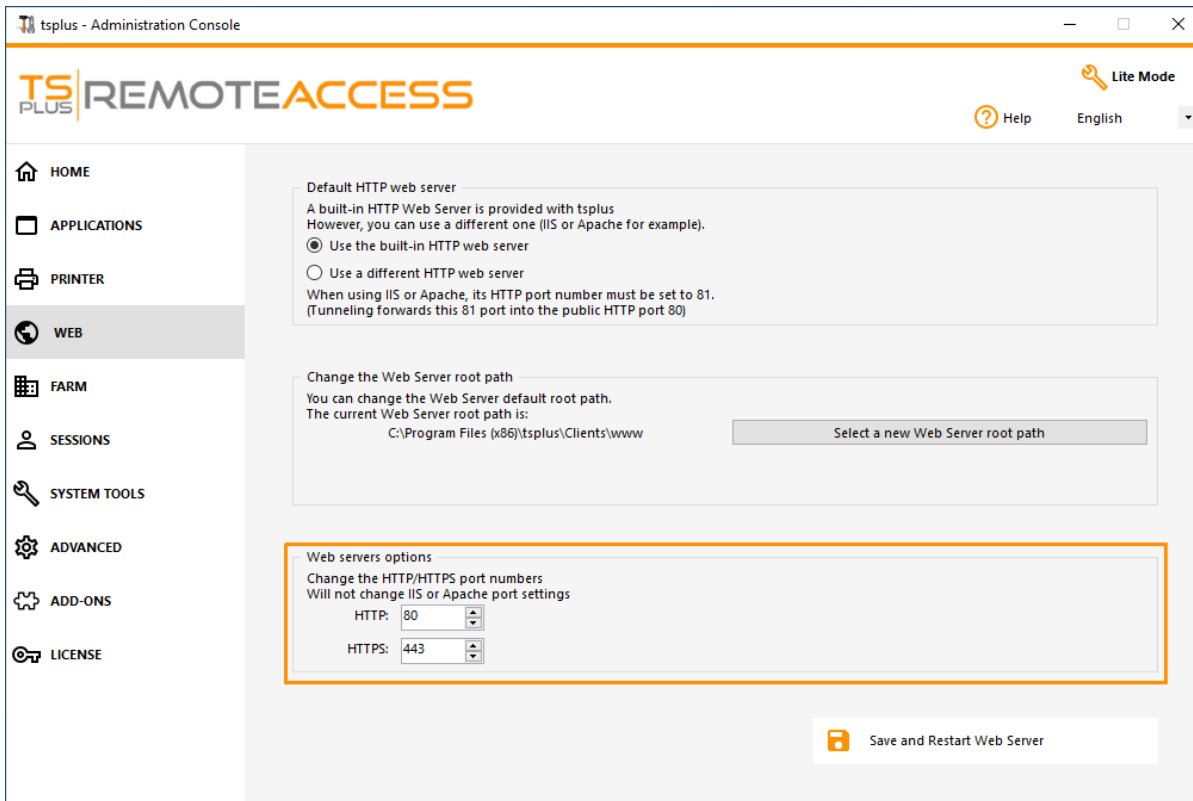 tsplus - Administration Console
TS PLUS REMOTEACCESS
Lite Mode
Help
English
HOME
APPLICATIONS
PRINTER
WEB
FARM
SESSIONS
SYSTEM TOOLS
ADVANCED
ADD-ONS
LICENSE
Default HTTP web server
A built-in HTTP Web Server is provided with tsplus
However, you can use a different one (IIS or Apache for example).
Use the built-in HTTP web server
Use a different HTTP web server
When using IIS or Apache, its HTTP port number must be set to 81.
(Tunneling forwards this 81 port into the public HTTP port 80)
Change the Web Server root path
You can change the Web Server default root path.
The current Web Server root path is:
C:\Program Files (x86)\tsplus\Clients\www
Select a new Web Server root path
Web servers options
Change the HTTP/HTTPS port numbers
Will not change IIS or Apache port settings
HTTP: 80
HTTPS: 443
Save and Restart Web Server